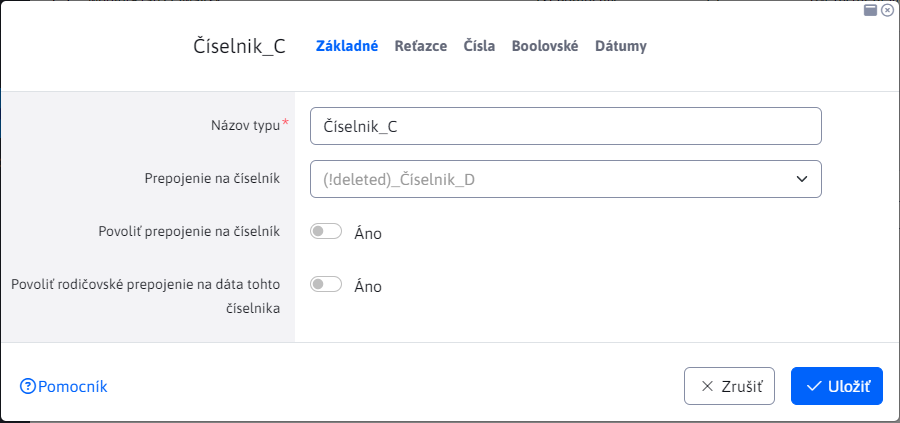 Číselnik_C Základné Reťazce Čísla Boolovské Dátumy
Názov typu*
Číselnik_C
Prepojenie na číselník
(!deleted)_Číselnik_D
Povoliť prepojenie na číselník
Áno
Povoliť rodičovské prepojenie na dáta tohto
číselnika
Áno
Pomocník
Zrušiť
Uložiť